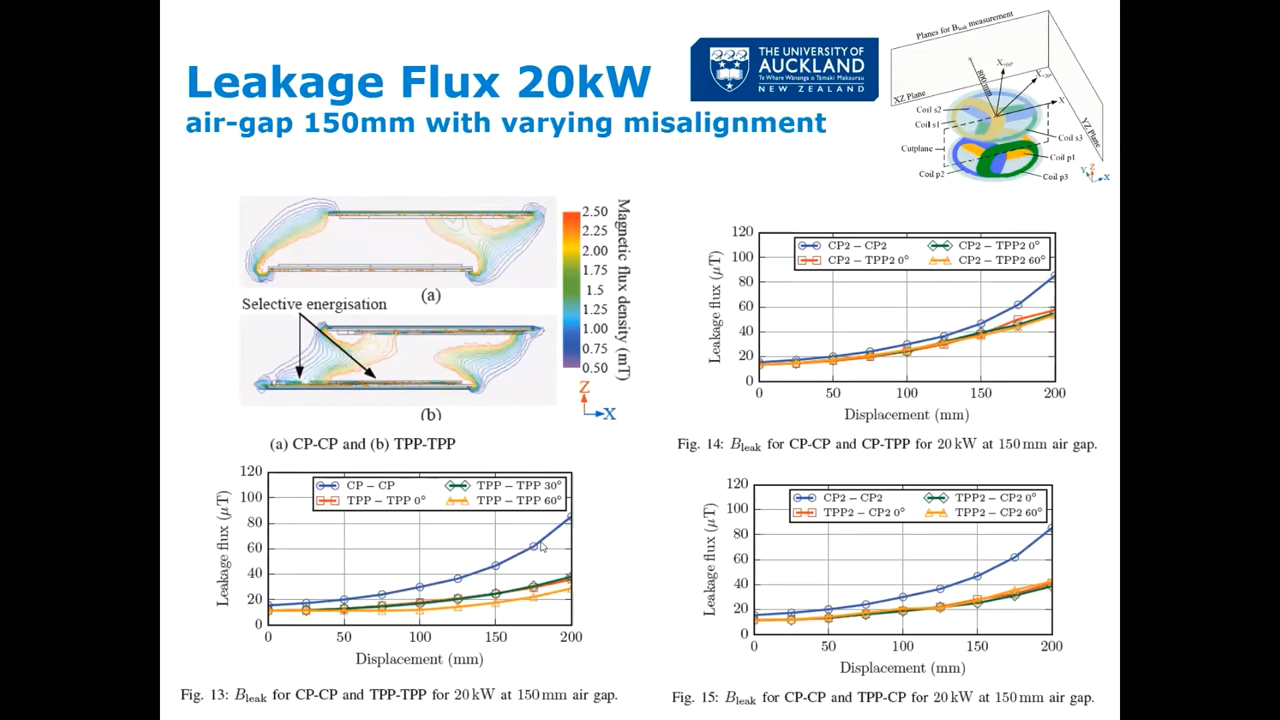 Leakage Flux 20kW
air-gap 150mm with varying misalignment
THE UNIVERSITY OF
AUCKLAND
Te Whare Wānanga o Tāmaki Makaurau
NEW ZEALAND
Planes for Bleak measurement
XZ Plane
YZ Plane
800mm
X+60°
X+30°
X
Coil s2
Coil s1
Coil s3
Cutplane
Coil p1
Coil p2
Coil p3
Z
Y
X
(a)
Selective energisation
(b)
2.50
2.25
2.00
1.75
1.5
1.25
1.00
0.75
0.50
Magnetic flux density (mT)
Z
X
(a) CP-CP and (b) TPP-TPP
120
100
80
60
40
20
0
Leakage flux (μT)
CP – CP
TPP – TPP 30°
TPP – TPP 0°
TPP – TPP 60°
0 50 100 150 200
Displacement (mm)
Fig. 13: Bleak for CP-CP and TPP-TPP for 20 kW at 150 mm air gap.
120
100
80
60
40
20
0
Leakage flux (μT)
CP2 – CP2
CP2 – TPP2 0°
CP2 – TPP2 0°
CP2 – TPP2 60°
0 50 100 150 200
Displacement (mm)
Fig. 14: Bleak for CP-CP and CP-TPP for 20 kW at 150 mm air gap.
120
100
80
60
40
20
0
Leakage flux (μT)
CP2 – CP2
TPP2 – CP2 0°
TPP2 – CP2 0°
TPP2 – CP2 60°
0 50 100 150 200
Displacement (mm)
Fig. 15: Bleak for CP-CP and TPP-CP for 20 kW at 150 mm air gap.